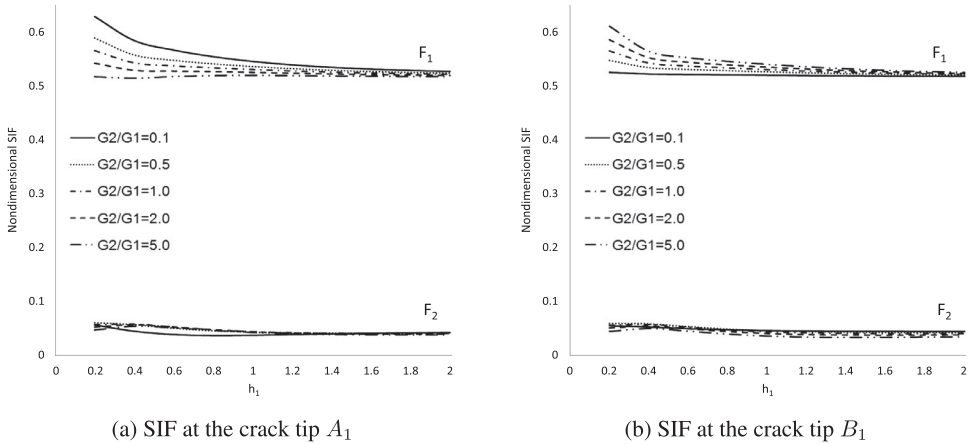 0.6
0.5
0.4
0.3
0.2
0.1
0
Nondimensional SIF
F1
G2/G1=0.1
G2/G1=0.5
G2/G1=1.0
G2/G1=2.0
G2/G1=5.0
F2
0 0.2 0.4 0.6 0.8 1 1.2 1.4 1.6 1.8 2
h1
(a) SIF at the crack tip A1
0.6
0.5
0.4
0.3
0.2
0.1
0
Nondimensional SIF
F1
G2/G1=0.1
G2/G1=0.5
G2/G1=1.0
G2/G1=2.0
G2/G1=5.0
F2
0 0.2 0.4 0.6 0.8 1 1.2 1.4 1.6 1.8 2
h1
(b) SIF at the crack tip B1